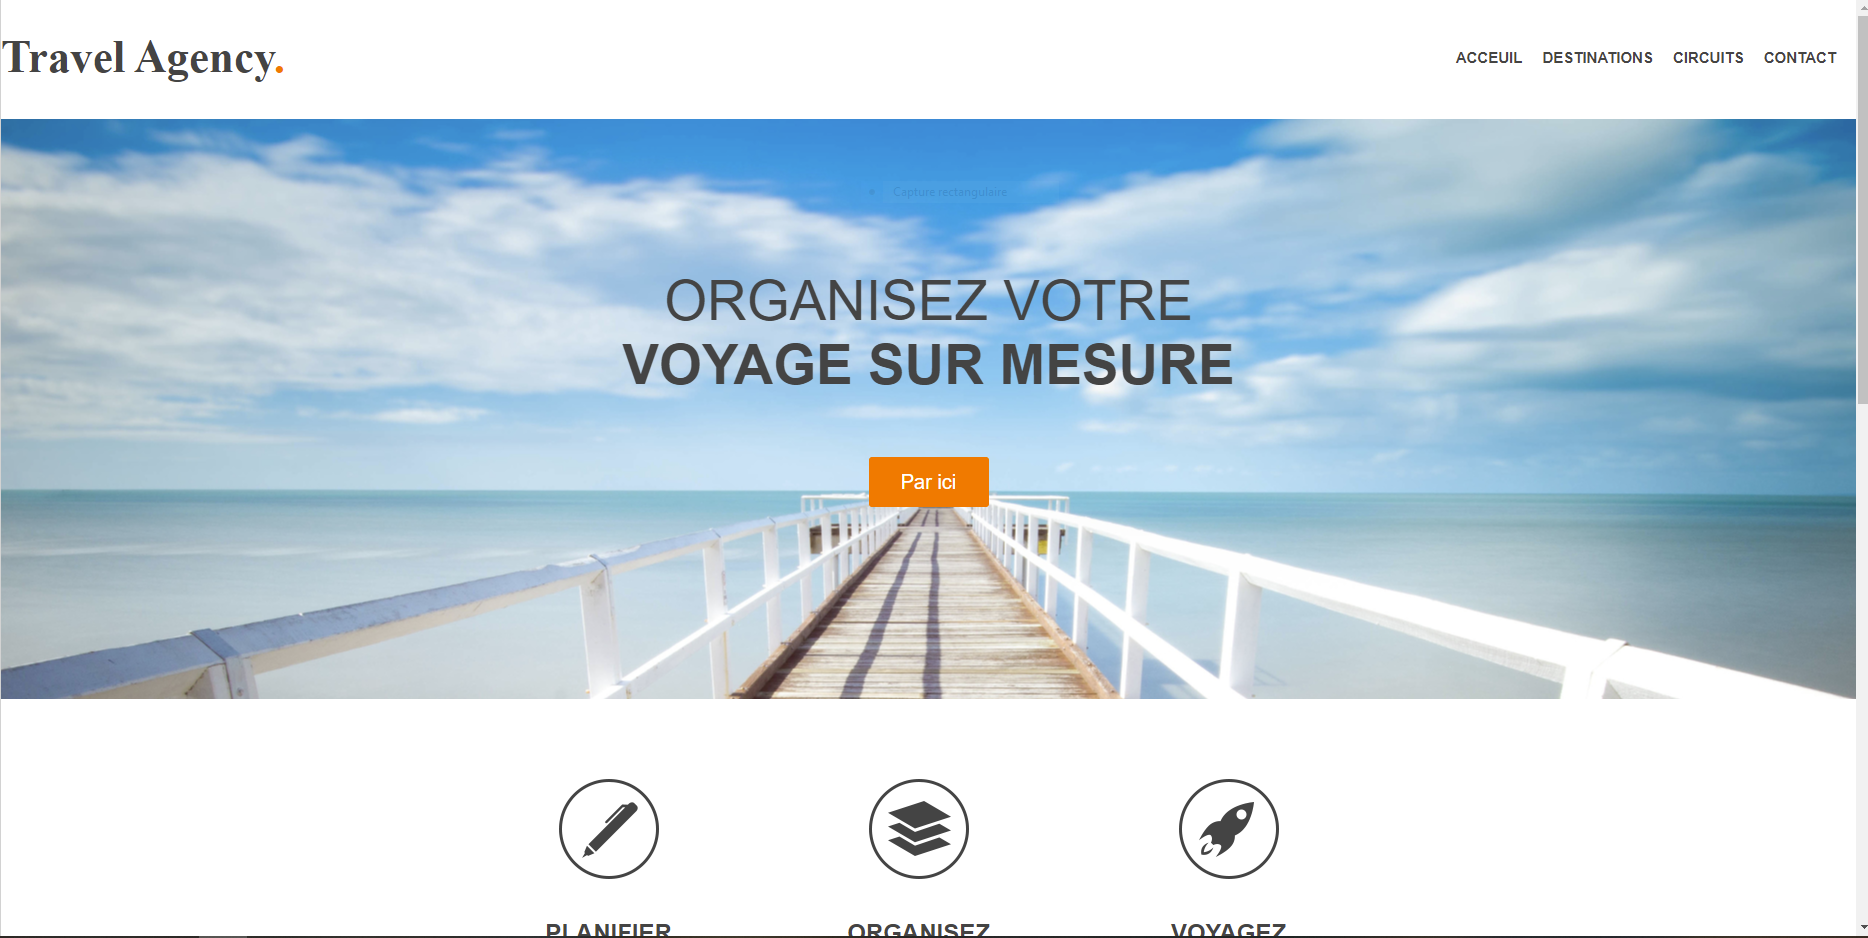 Travel Agency.
ACCEUIL DESTINATIONS CIRCUITS CONTACT
Capture rectangulaire
ORGANISEZ VOTRE
VOYAGE SUR MESURE
Par ici
PLANIFIER ORGANISEZ VOYAGEZ